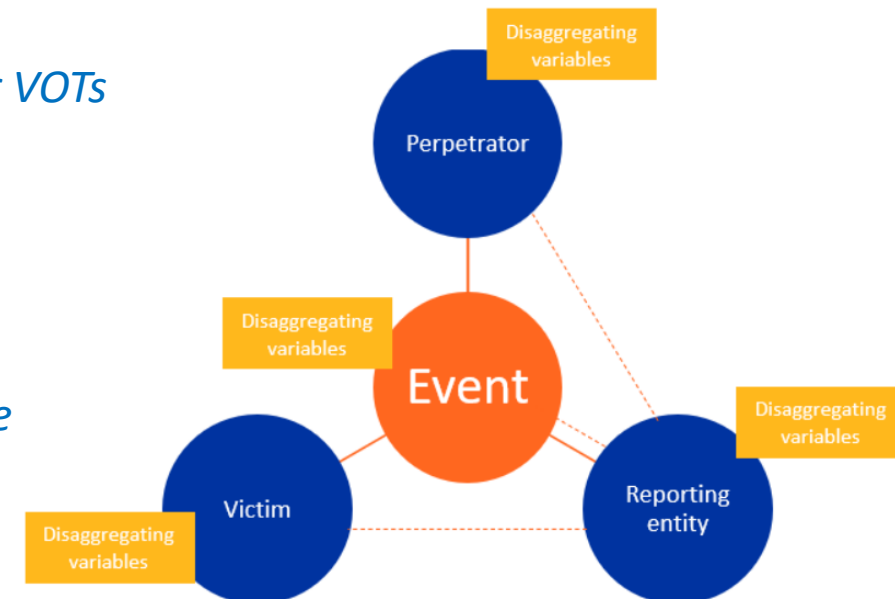 Disaggregating
variables
VOTs
Perpetrator
Disaggregating
variables
Event
Disaggregating
variables
Victim
Reporting
entity
Disaggregating
variables